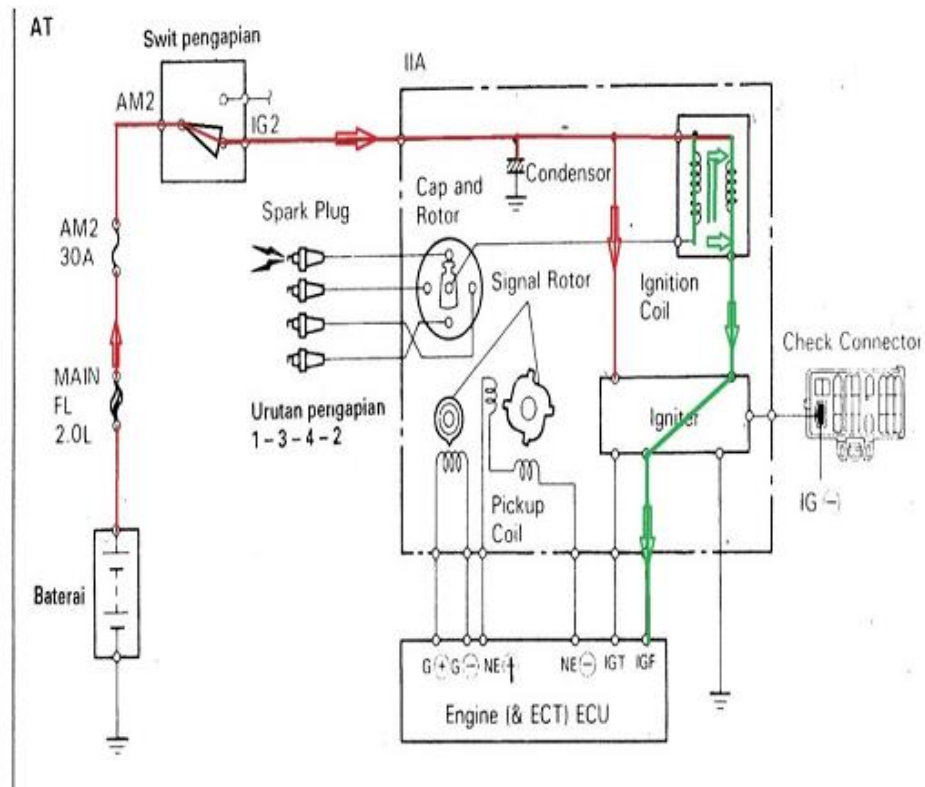 AT
Swit pengapian
AM2
IG2
IIA
Condensor
Cap and
Rotor
Spark Plug
AM2
30A
Signal Rotor
Ignition
Coil
Check Connector
MAIN
FL
2.0L
Urutan pengapian
1-3-4-2
Igniter
IG (-)
Pickup
Coil
Baterai
G (+) G (-) NE NE (-) IGT IGF
Engine (& ECT) ECU